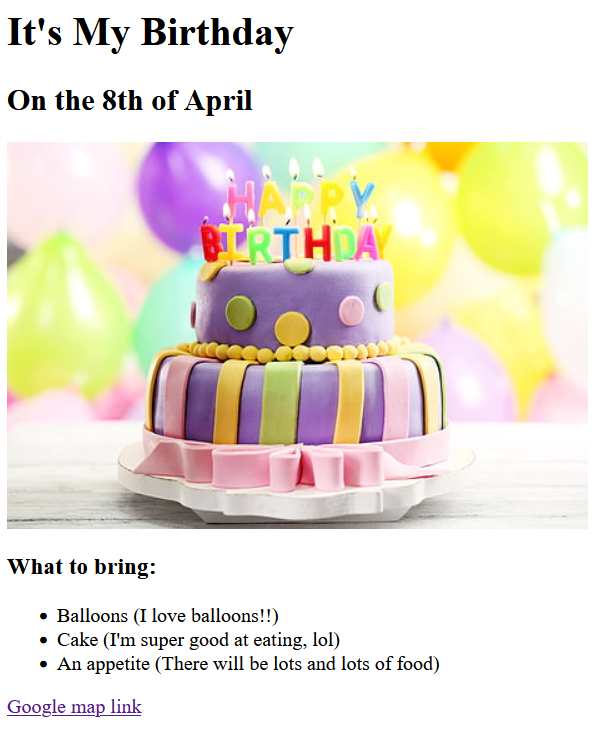 It's My Birthday
On the 8th of April
HAPPY
BIRTHDAY
What to bring:
Balloons (I love balloons!!)
Cake (I'm super good at eating, lol)
An appetite (There will be lots and lots of food)
Google map link